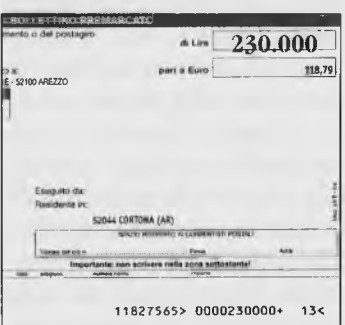 BOLLETTINO PREMARCATO
mento o del postagiro
di Lire 230.000
pari a Euro 118,79
E - 52100 AREZZO
Eseguito da:
Residente in:
52044 CORTONA (AR)
SPAZIO RISERVATO AI CORRENTISTI POSTALI
Firma
Importante: non scrivere nella zona sottostante!
11827565> 0000230000+ 13<